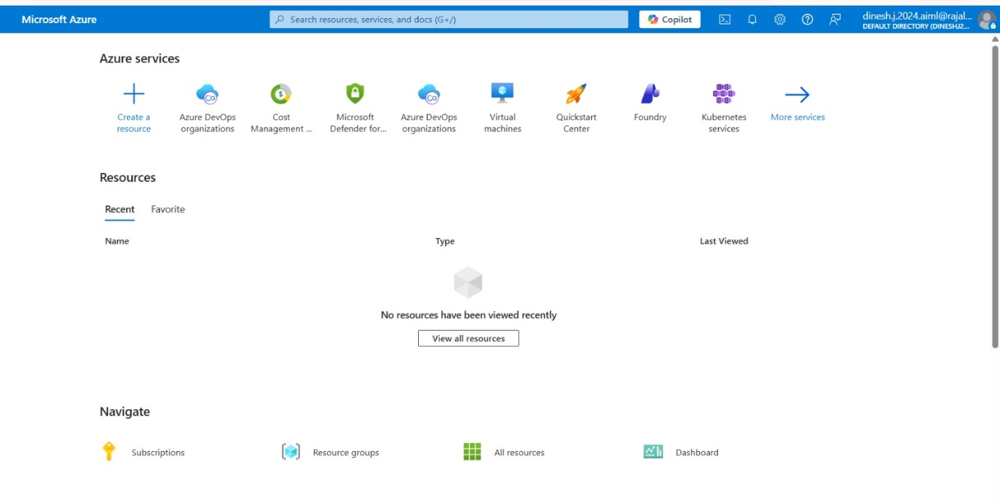 Microsoft Azure
Search resources, services, and docs (G+/)
Copilot
dinesh.j.2024.aiml@rajal...
DEFAULT DIRECTORY (DINESHJ2...
Azure services
Create a
resource
Azure DevOps
organizations
Cost
Management ...
Microsoft
Defender for...
Azure DevOps
organizations
Virtual
machines
Quickstart
Center
Foundry
Kubernetes
services
More services
Resources
Recent Favorite
Name Type Last Viewed
No resources have been viewed recently
View all resources
Navigate
Subscriptions Resource groups All resources Dashboard